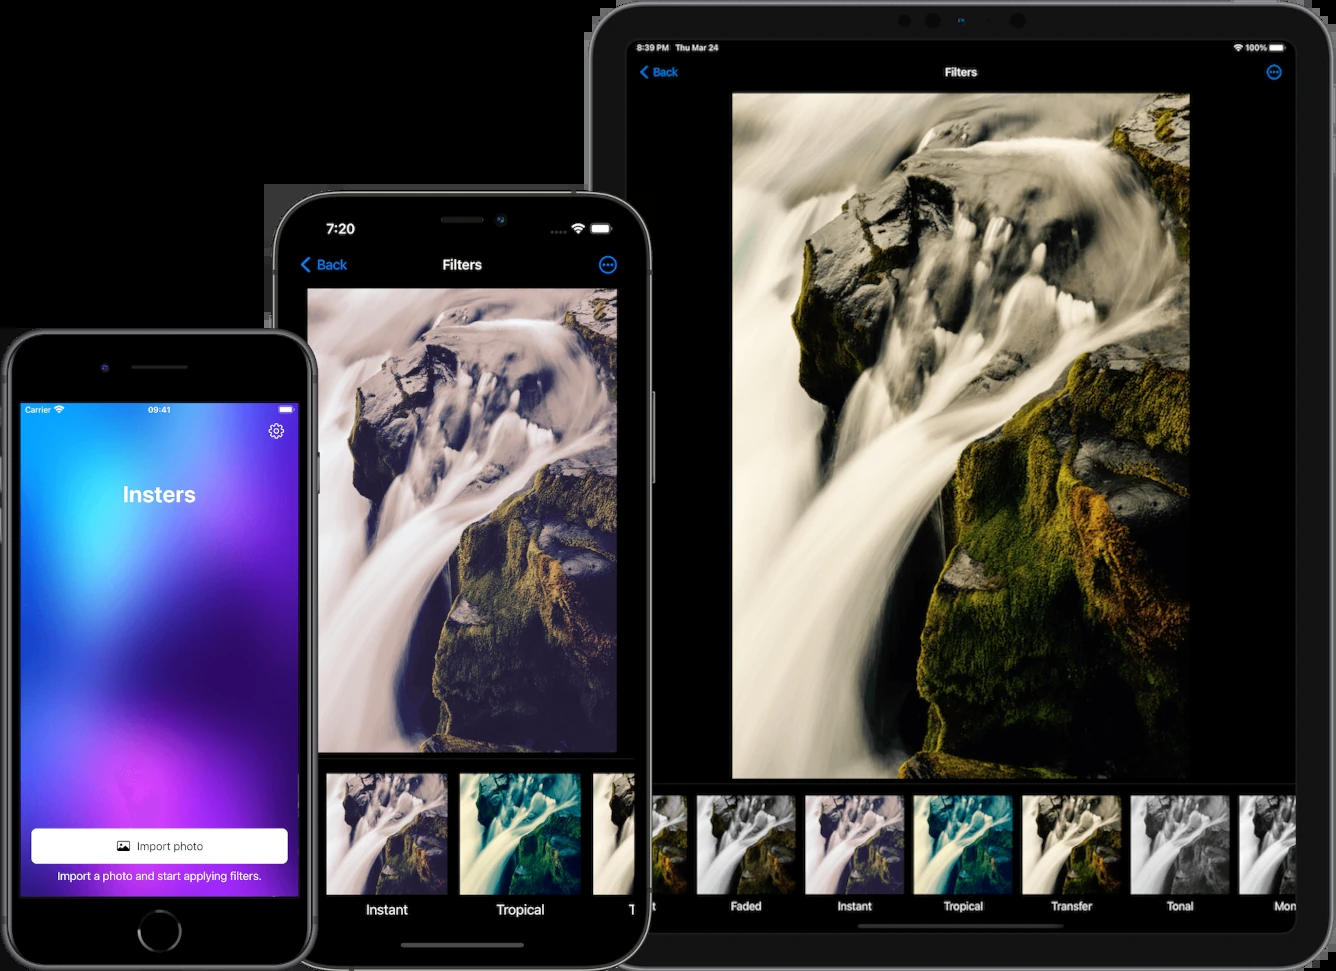 8:39 PM Thu Mar 24
100%
Back
Filters
7:20
Back
Filters
Carrier
09:41
Insters
Import photo
Import a photo and start applying filters.
Instant
Tropical
Faded
Instant
Tropical
Transfer
Tonal